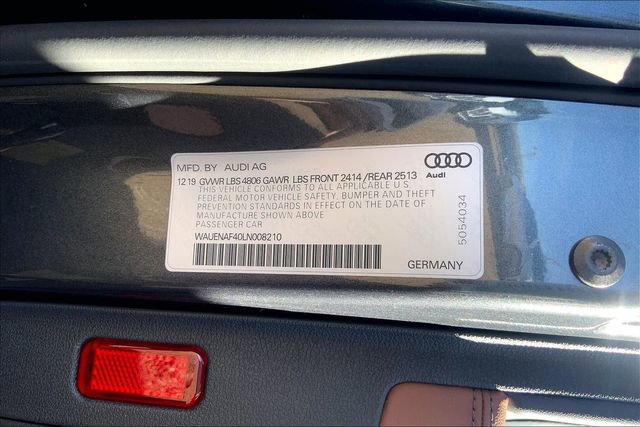 MFD. BY AUDI AG
12 19 GVWR LBS 4806 GAWR LBS FRONT 2414 /REAR 2513
THIS VEHICLE CONFORMS TO ALL APPLICABLE U S
FEDERAL MOTOR VEHICLE SAFETY, BUMPER AND THEFT
PREVENTION STANDARDS IN EFFECT ON THE DATE OF
MANUFACTURE SHOWN ABOVE
PASSENGER CAR
WAUENAF40LN008210
GERMANY
Audi
5054034